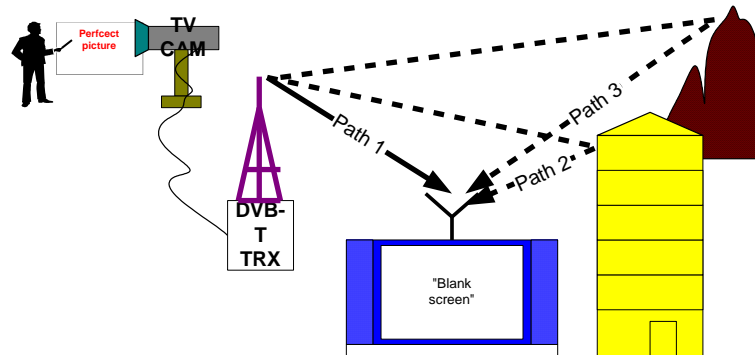 Perfcect
picture
TV
CAM
Path 1
Path 3
Path 2
DVB-
T
TRX
"Blank
screen"